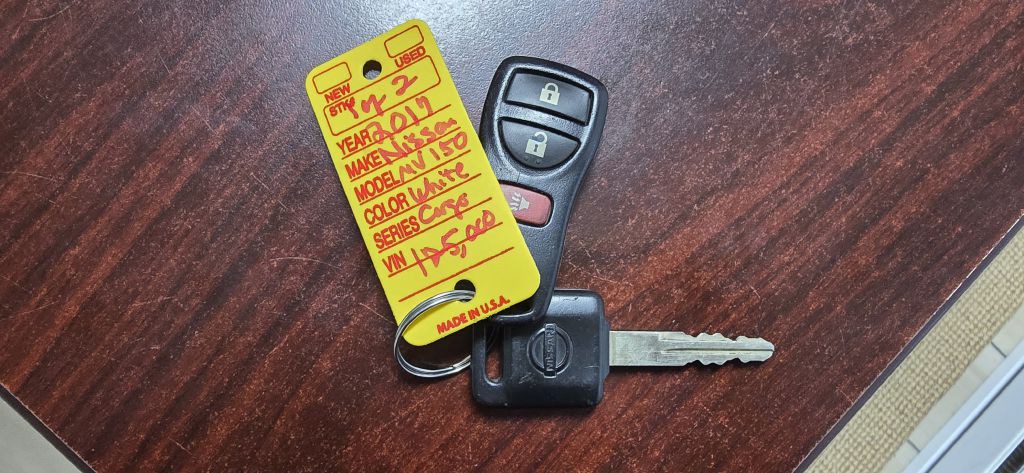 NEW USED
STK# 1 of 2
YEAR 2017
MAKE Nissan
MODEL NV 150
COLOR White
SERIES Cargo
VIN 125,000
MADE IN U.S.A.
NISSAN